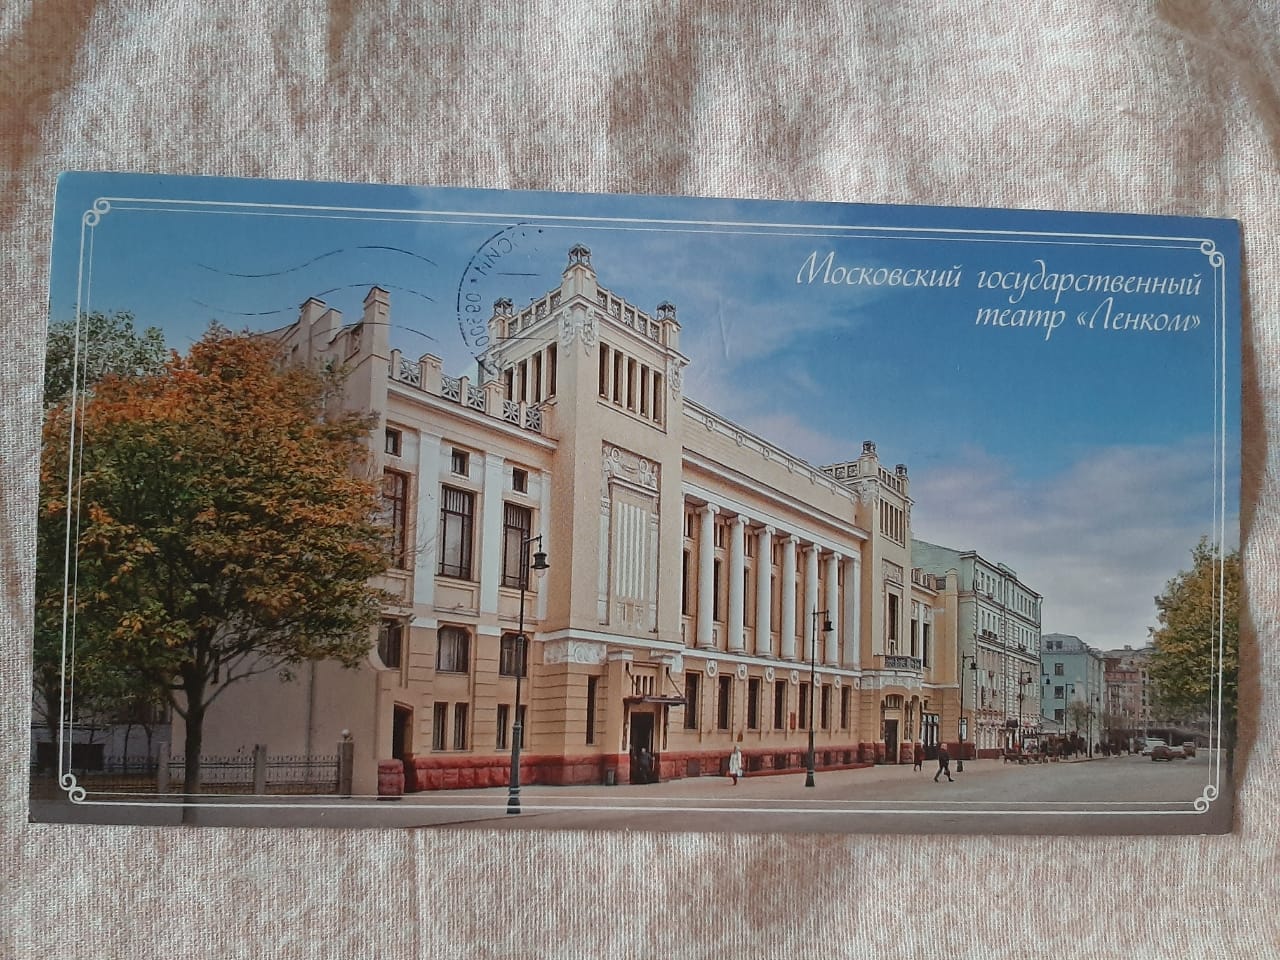 Московский государственный
театр «Ленком»